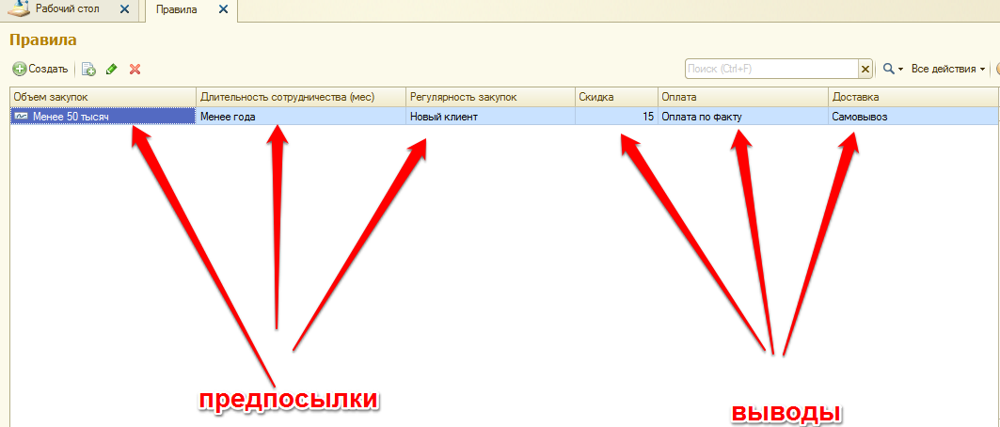 Рабочий стол Правила
Правила
Создать Поиск (Ctrl+F) Все действия
Объем закупок Длительность сотрудничества (мес) Регулярность закупок Скидка Оплата Доставка
Менее 50 тысяч Менее года Новый клиент 15 Оплата по факту Самовывоз
предпосылки
выводы